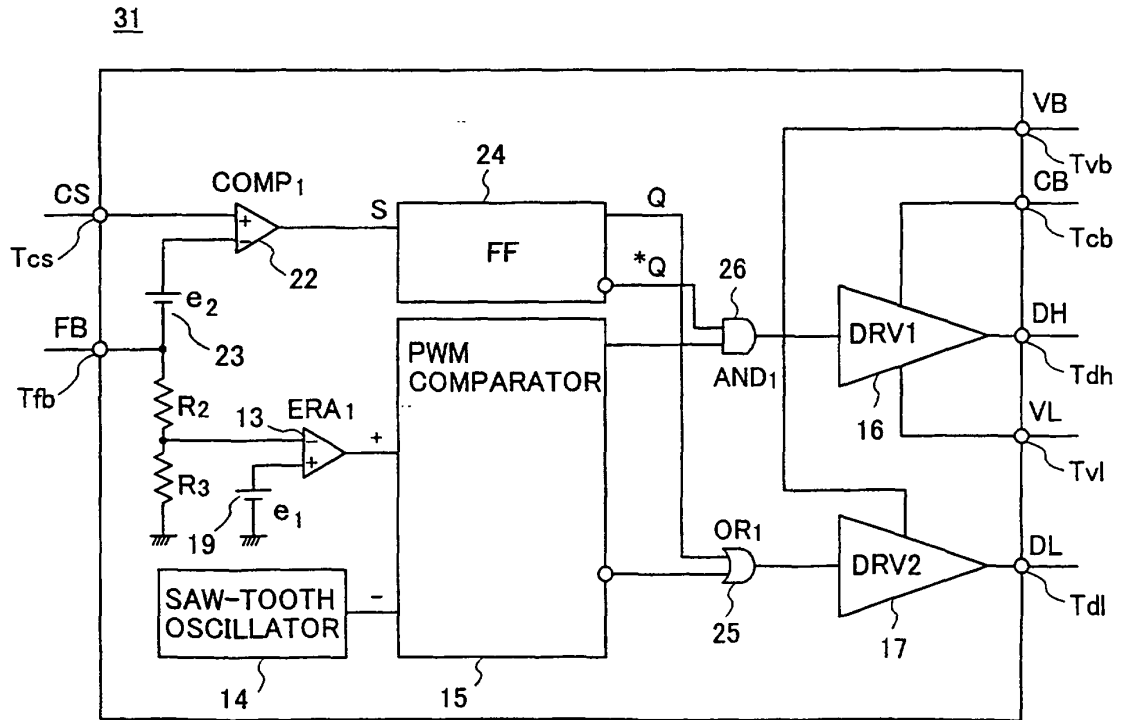 31
VB
Tvb
CB
Tcb
24
COMP1
CS
+
-
Tcs
22
S
FF
Q
*Q
26
AND1
e2
23
FB
Tfb
PWM
COMPARATOR
DRV1
16
DH
Tdh
VL
Tvl
R2
13
ERA1
-
+
+
R3
19
e1
OR1
25
DRV2
17
DL
Tdl
SAW-TOOTH
OSCILLATOR
-
14
15